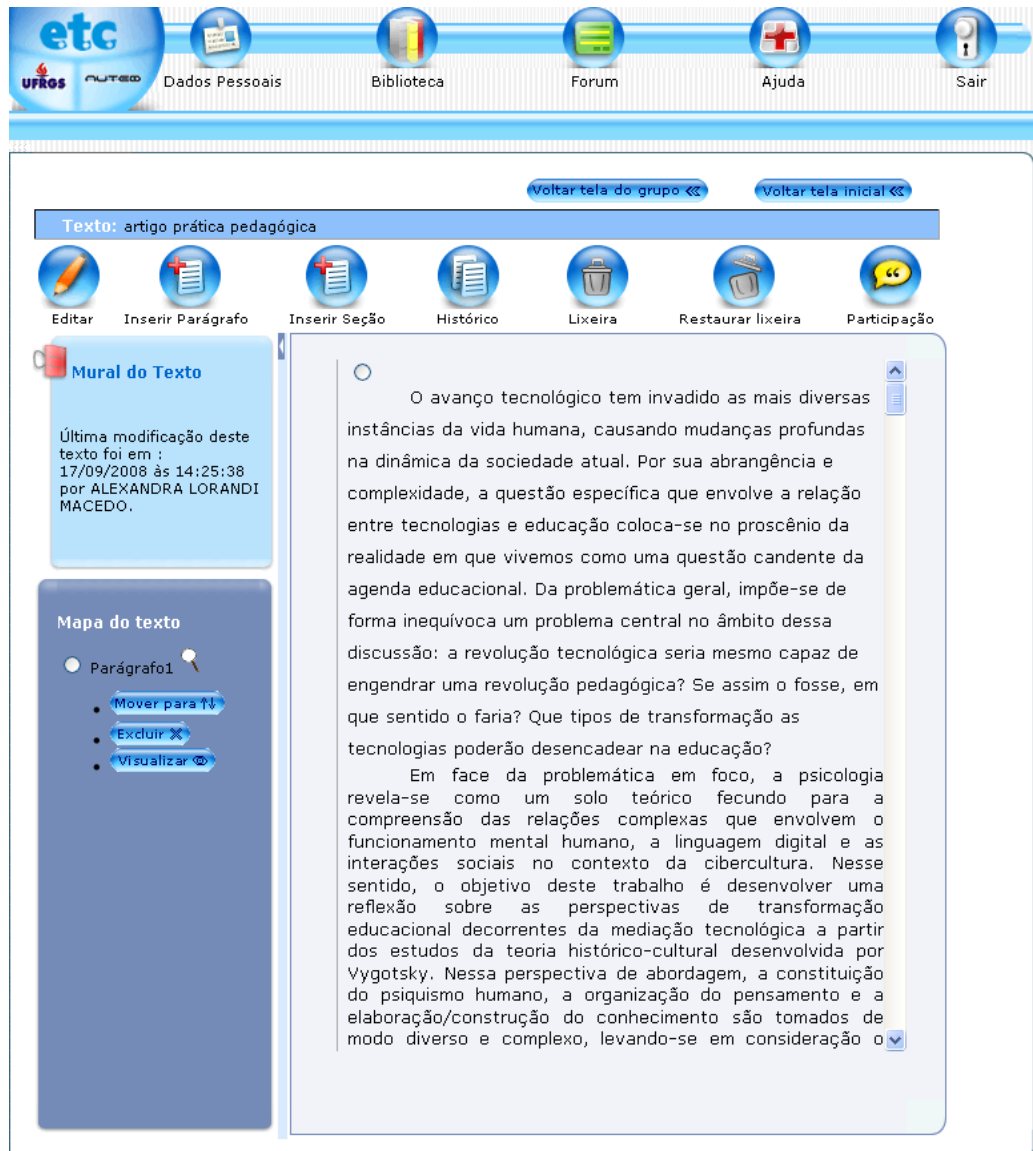 etc
UFRGS
NUTED
Dados Pessoais
Biblioteca
Forum
Ajuda
Sair
Voltar tela do grupo
Voltar tela inicial
Texto: artigo prática pedagógica
Editar
Inserir Parágrafo
Inserir Seção
Histórico
Lixeira
Restaurar lixeira
Participação
Mural do Texto
Última modificação deste
texto foi em :
17/09/2008 às 14:25:38
por ALEXANDRA LORANDI
MACEDO.
Mapa do texto
Parágrafo1
Mover para
Excluir
Visualizar
O avanço tecnológico tem invadido as mais diversas
instâncias da vida humana, causando mudanças profundas
na dinâmica da sociedade atual. Por sua abrangência e
complexidade, a questão específica que envolve a relação
entre tecnologias e educação coloca-se no proscênio da
realidade em que vivemos como uma questão candente da
agenda educacional. Da problemática geral, impõe-se de
forma inequívoca um problema central no âmbito dessa
discussão: a revolução tecnológica seria mesmo capaz de
engendrar uma revolução pedagógica? Se assim o fosse, em
que sentido o faria? Que tipos de transformação as
tecnologias poderão desencadear na educação?
Em face da problemática em foco, a psicologia
revela-se como um solo teórico fecundo para a
compreensão das relações complexas que envolvem o
funcionamento mental humano, a linguagem digital e as
interações sociais no contexto da cibercultura. Nesse
sentido, o objetivo deste trabalho é desenvolver uma
reflexão sobre as perspectivas de transformação
educacional decorrentes da mediação tecnológica a partir
dos estudos da teoria histórico-cultural desenvolvida por
Vygotsky. Nessa perspectiva de abordagem, a constituição
do psiquismo humano, a organização do pensamento e a
elaboração/construção do conhecimento são tomados de
modo diverso e complexo, levando-se em consideração o